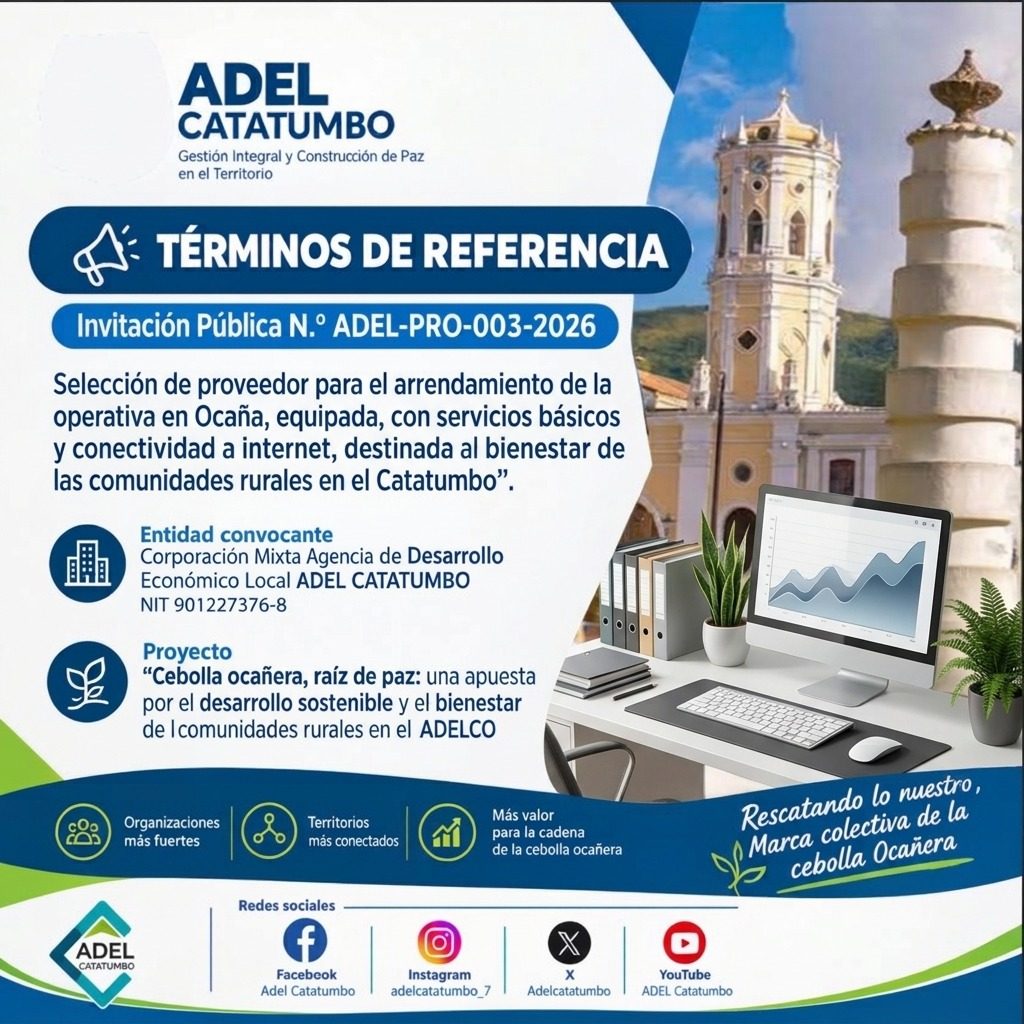 ADEL
CATATUMBO
Gestión Integral y Construcción de Paz
en el Territorio
TÉRMINOS DE REFERENCIA
Invitación Pública N.º ADEL-PRO-003-2026
Selección de proveedor para el arrendamiento de la
operativa en Ocaña, equipada, con servicios básicos
y conectividad a internet, destinada al bienestar de
las comunidades rurales en el Catatumbo”.
Entidad convocante
Corporación Mixta Agencia de Desarrollo
Económico Local ADEL CATATUMBO
NIT 901227376-8
Proyecto
“Cebolla ocañera, raíz de paz: una apuesta
por el desarrollo sostenible y el bienestar
de lcomunidades rurales en el ADELCO
Organizaciones
más fuertes
Territorios
más conectados
Más valor
para la cadena
de la cebolla ocañera
Rescatando lo nuestro,
Marca colectiva de la
cebolla Ocañera
ADEL
CATATUMBO
Redes sociales
Facebook
Adel Catatumbo
Instagram
adelcatatumbo_7
X
Adelcatatumbo
YouTube
ADEL Catatumbo